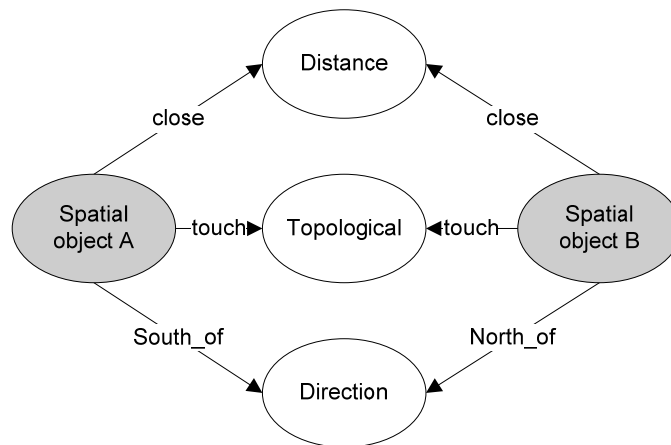 Distance
close
close
Spatial
object A
touch
Topological
touch
Spatial
object B
South_of
North_of
Direction